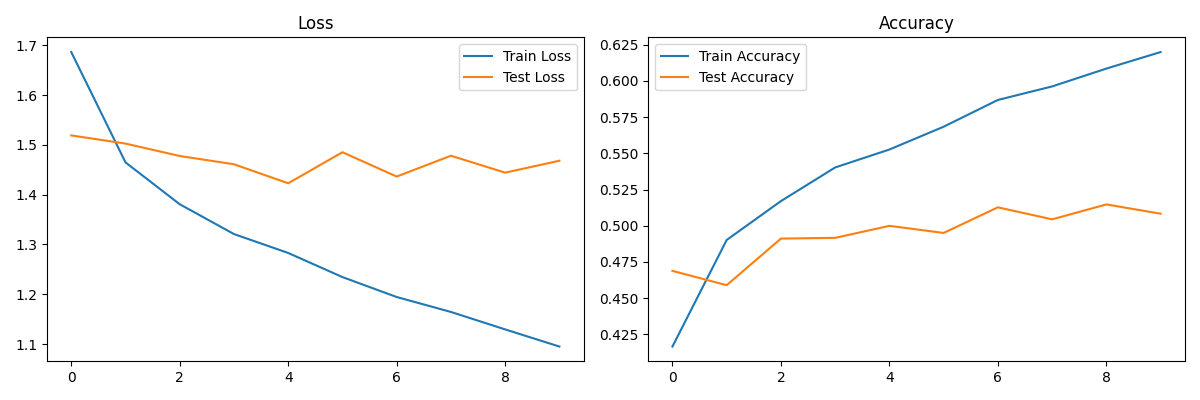 Loss
1.7
1.6
1.5
1.4
1.3
1.2
1.1
0 2 4 6 8
Train Loss
Test Loss
Accuracy
0.625
0.600
0.575
0.550
0.525
0.500
0.475
0.450
0.425
0 2 4 6 8
Train Accuracy
Test Accuracy